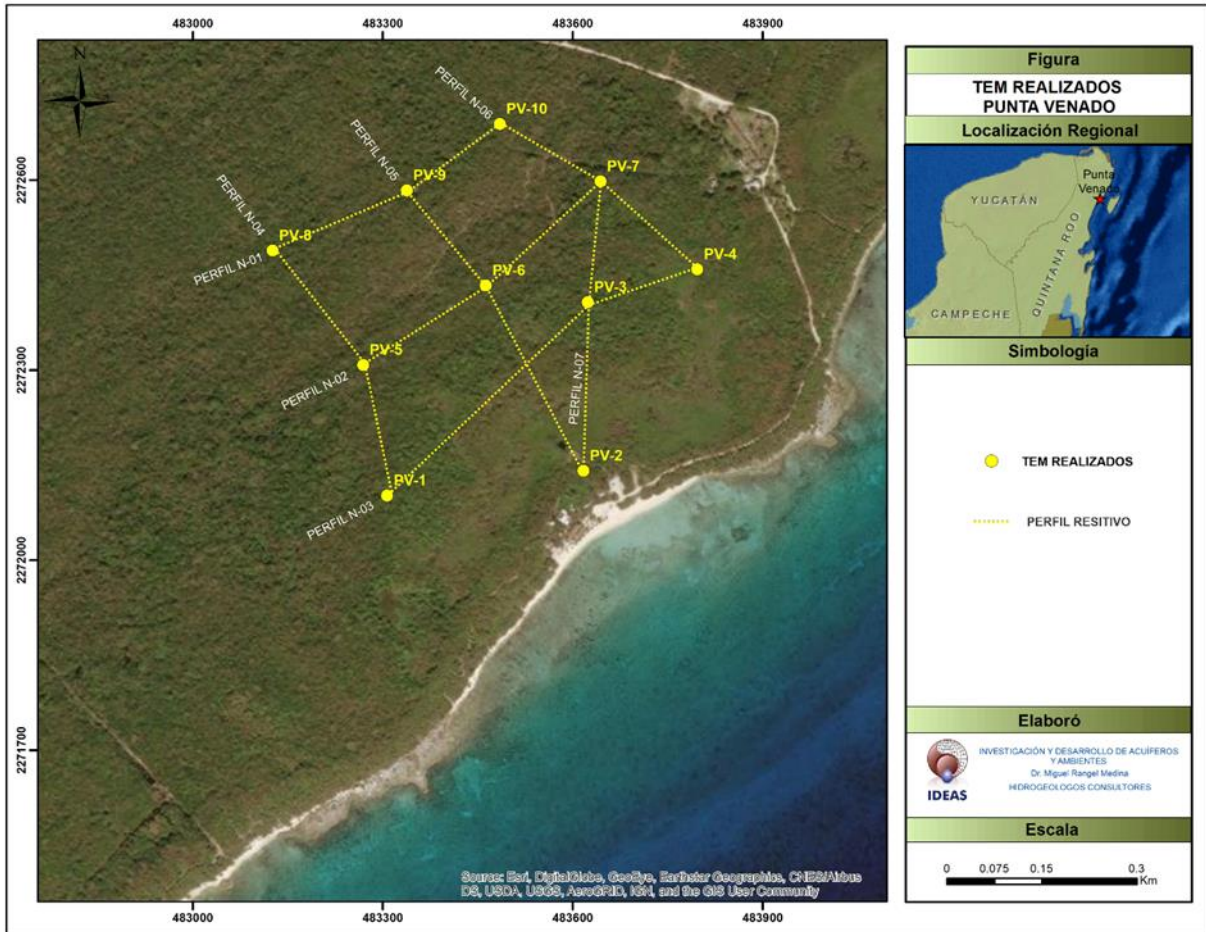 483000 483300 483600 483900
N
PERFIL N-06
PV-10
PERFIL N-05
PV-9
PV-7
2272600
PERFIL N-04
PV-8
PERFIL N-01
PV-6
PV-4
PV-3
PV-5
PERFIL N-02
2272300
PERFIL N-07
PV-2
PV-1
PERFIL N-03
2272000
2271700
Source: Esri, DigitalGlobe, GeoEye, Earthstar Geographics, CNES/Airbus
DS, USDA, USGS, AeroGRID, IGN, and the GIS User Community
483000 483300 483600 483900
Figura
TEM REALIZADOS
PUNTA VENADO
Localización Regional
Punta
Venado
YUCATÁN
QUINTANA ROO
CAMPECHE
Simbología
TEM REALIZADOS
PERFIL RESITIVO
Elaboró
INVESTIGACIÓN Y DESARROLLO DE ACUÍFEROS
Y AMBIENTES
Dr. Miguel Rangel Medina
HIDROGEOLOGOS CONSULTORES
IDEAS
Escala
0 0.075 0.15 0.3
Km